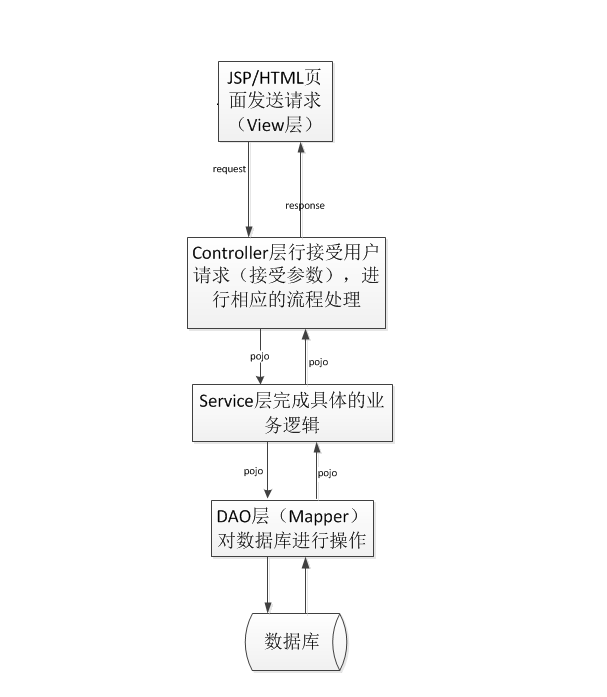 JSP/HTML页
面发送请求
（View层）
request
response
Controller层行接受用户
请求（接受参数），进
行相应的流程处理
pojo
pojo
Service层完成具体的业
务逻辑
pojo
pojo
DAO层（Mapper）
对数据库进行操作
数据库